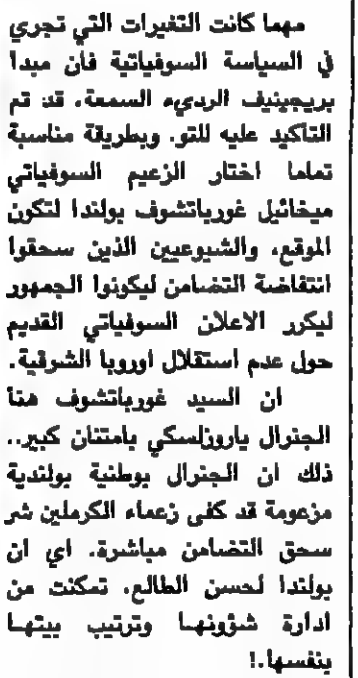 مهما كانت التغيرات التي تجري
في السياسة السوفياتية فان مبدا
بريجينيف الرديء السمعة، قد تم
التاكيد عليه للتو. وبطريقة مناسبة
تماما اختار الزعيم السوفياتي
ميخائيل غورباتشوف بولندا لتكون
الموقع، والشيوعيين الذين سحقوا
انتفاضة التضامن ليكونوا الجمهور
ليكرر الاعلان السوفياتي القديم
حول عدم استقلال اوروبا الشرقية.
ان السيد غورباتشوف هنأ
الجنرال ياروزلسكي بامتنان كبير..
ذلك ان الجنرال بوطنية بولندية
مزعومة قد كفى زعماء الكرملين شر
سحق التضامن مباشرة. اي ان
بولندا لحسن الطالع، تمكنت من
ادارة شؤونها وترتيب بيتها
بنفسها.!